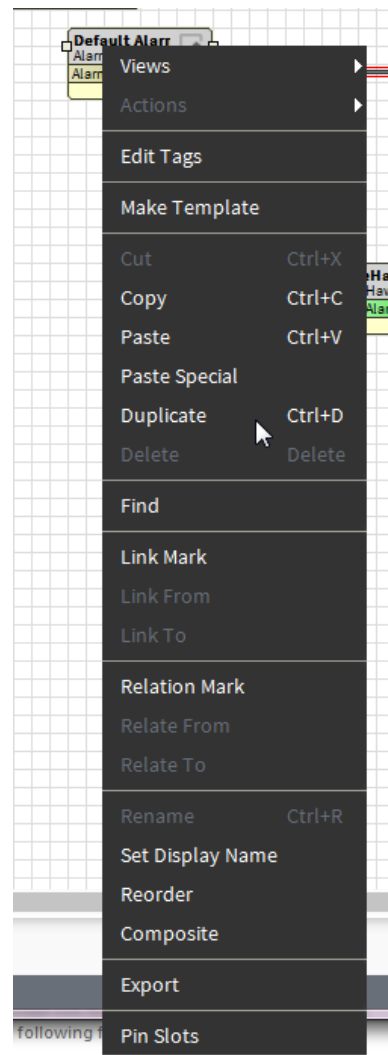 Default Alarr
Alarm
Alarm
Views
Actions
Edit Tags
Make Template
Cut Ctrl+X
Copy Ctrl+C
Paste Ctrl+V
Paste Special
Duplicate Ctrl+D
Delete Delete
Find
Link Mark
Link From
Link To
Relation Mark
Relate From
Relate To
Rename Ctrl+R
Set Display Name
Reorder
Composite
Export
following
Pin Slots